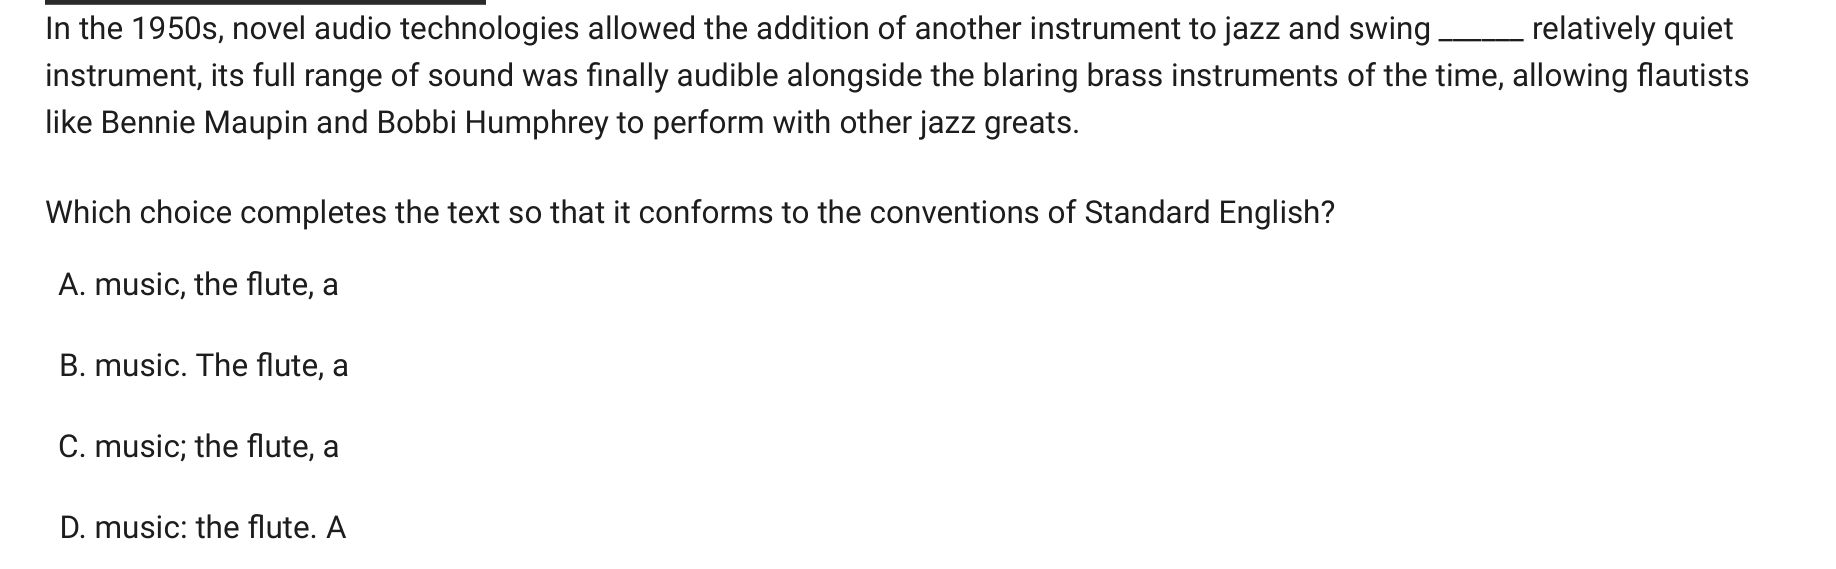 In the 1950s, novel audio technologies allowed the addition of another instrument to jazz and swing ______ relatively quiet
instrument, its full range of sound was finally audible alongside the blaring brass instruments of the time, allowing flautists
like Bennie Maupin and Bobbi Humphrey to perform with other jazz greats.
Which choice completes the text so that it conforms to the conventions of Standard English?
A. music, the flute, a
B. music. The flute, a
C. music; the flute, a
D. music: the flute. A